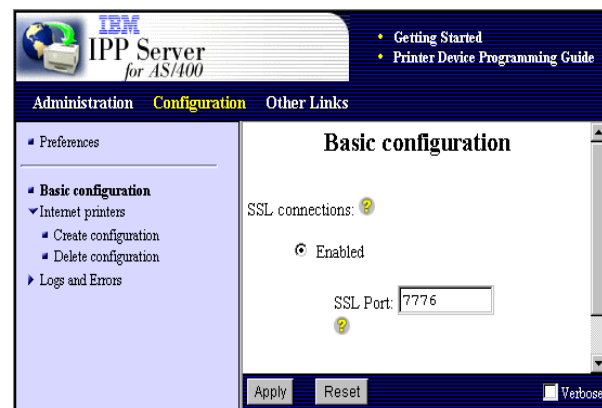 IBM
IPP Server
for AS/400
Getting Started
Printer Device Programming Guide
Administration Configuration Other Links
Preferences
Basic configuration
Internet printers
Create configuration
Delete configuration
Logs and Errors
Basic configuration
SSL connections:
Enabled
SSL Port: 7776
Apply Reset Verbose